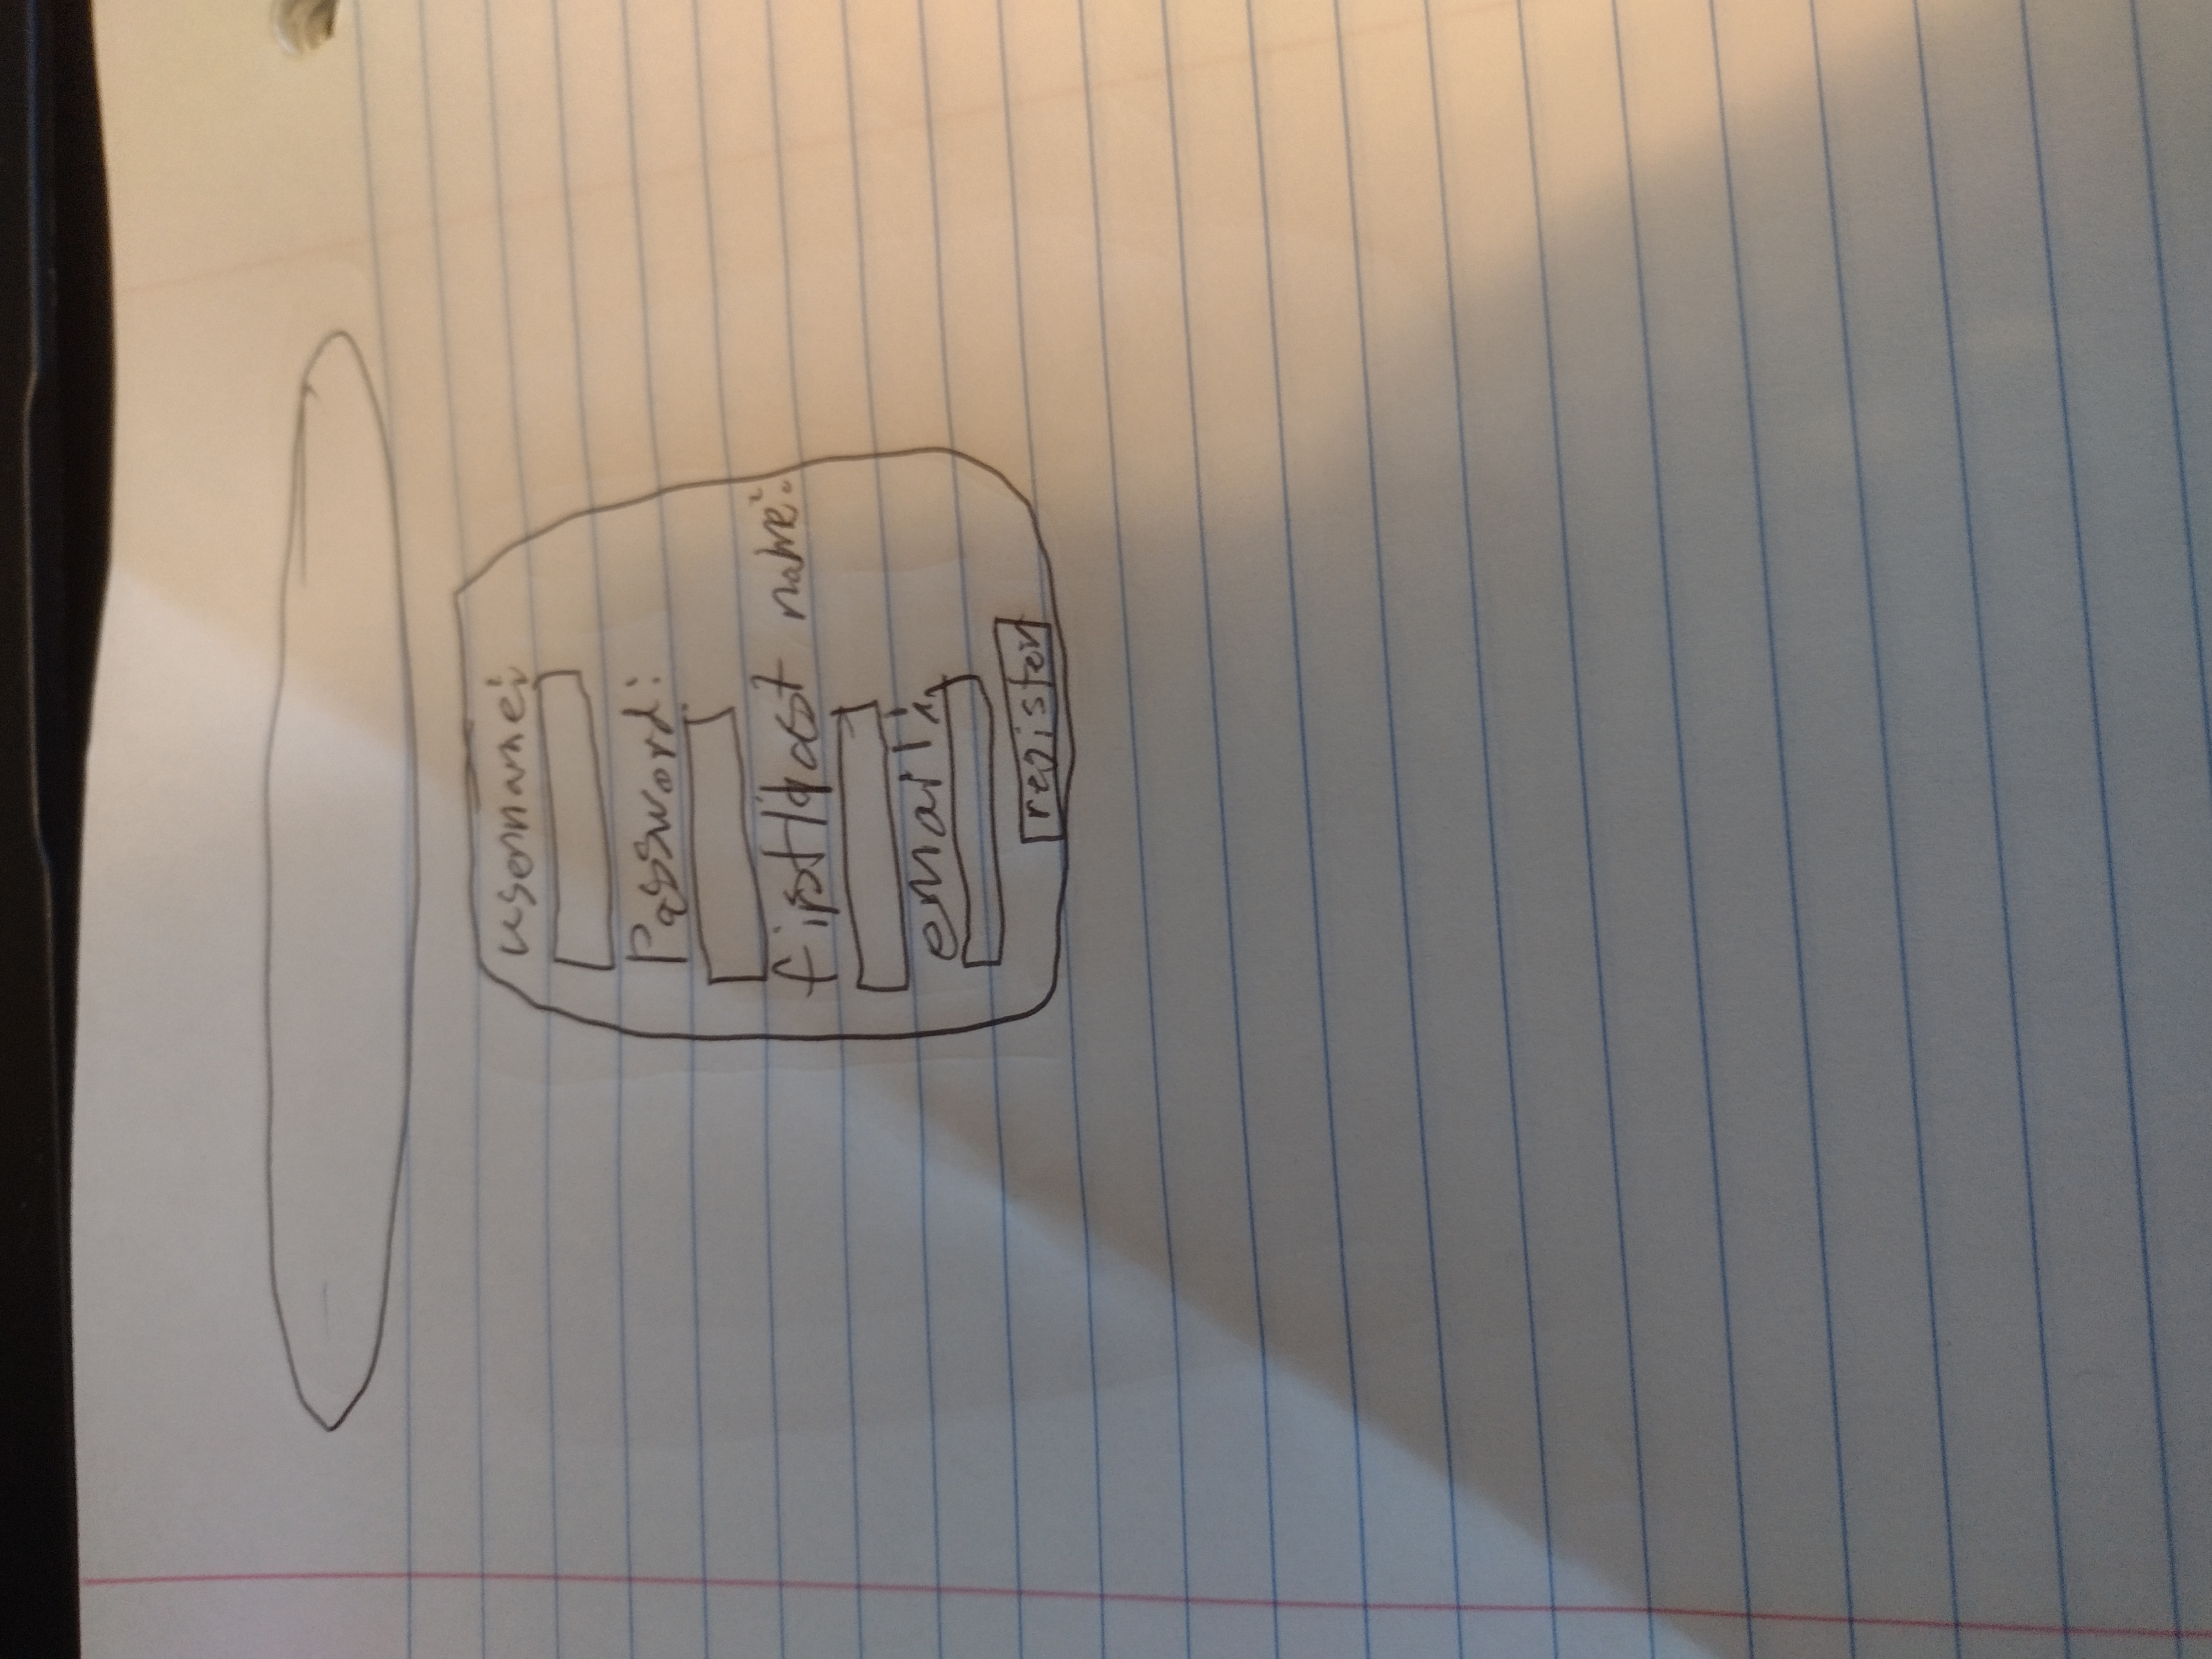 username:
Password:
first/last name:
email:
register